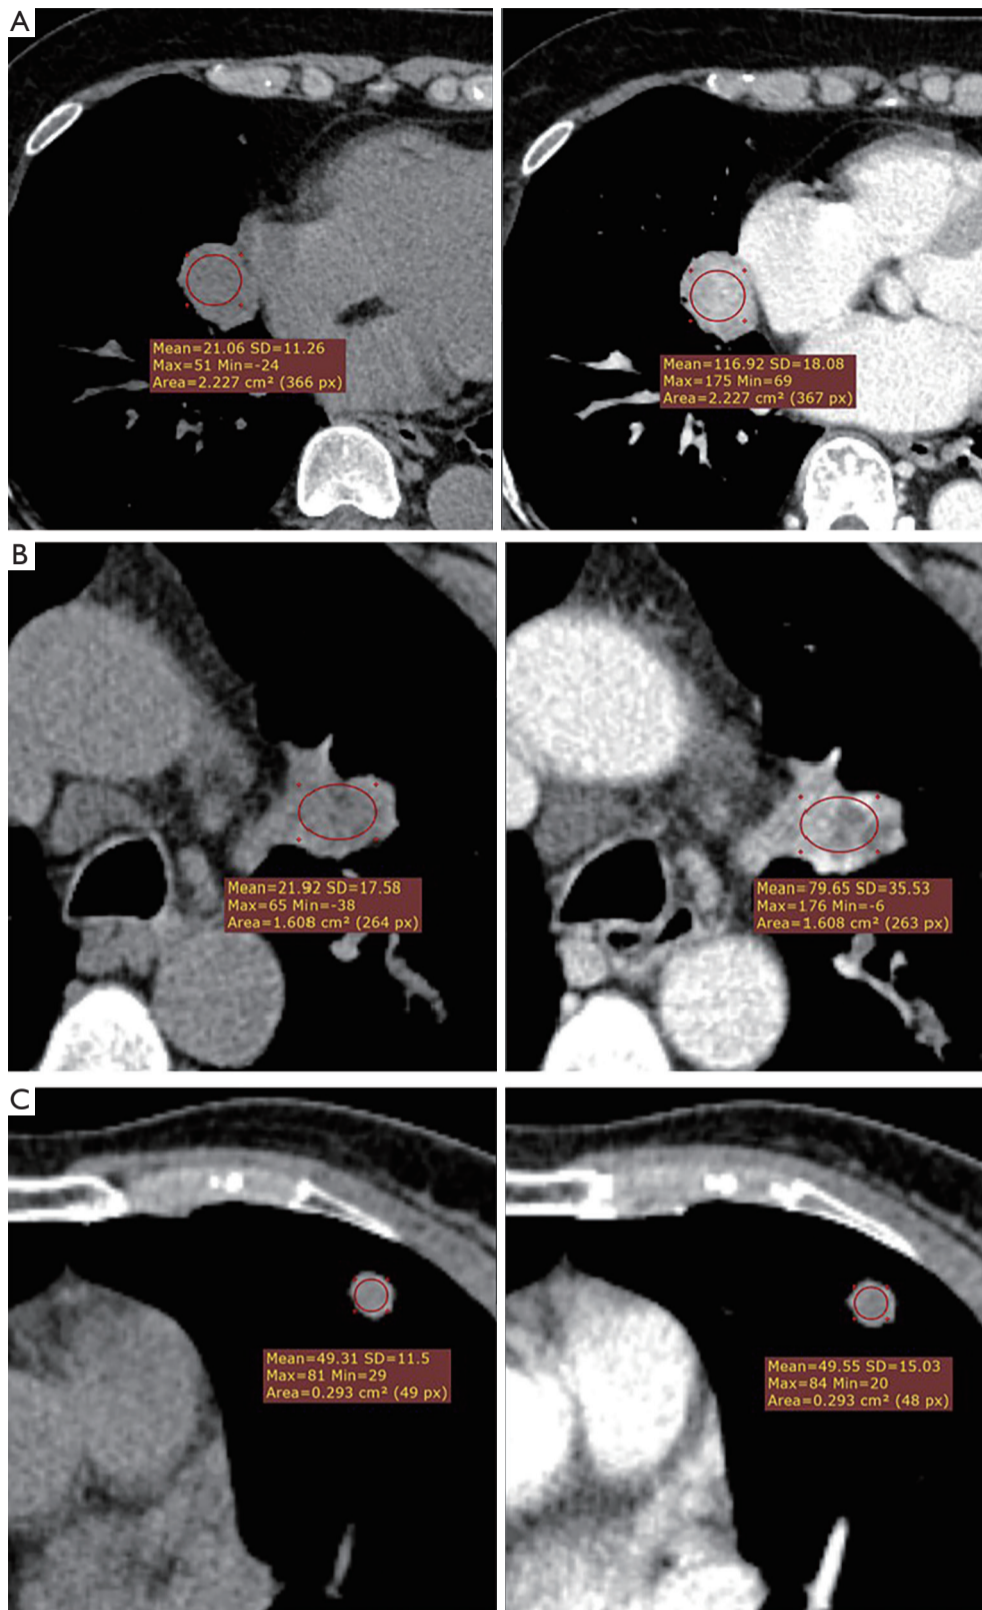 A
Mean=21.06 SD=11.26
Max=51 Min=-24
Area=2.227 cm² (366 px)
Mean=116.92 SD=18.08
Max=175 Min=69
Area=2.227 cm² (367 px)
B
Mean=21.92 SD=17.58
Max=65 Min=-38
Area=1.608 cm² (264 px)
Mean=79.65 SD=35.53
Max=176 Min=-6
Area=1.608 cm² (263 px)
C
Mean=49.31 SD=11.5
Max=81 Min=29
Area=0.293 cm² (49 px)
Mean=49.55 SD=15.03
Max=84 Min=20
Area=0.293 cm² (48 px)